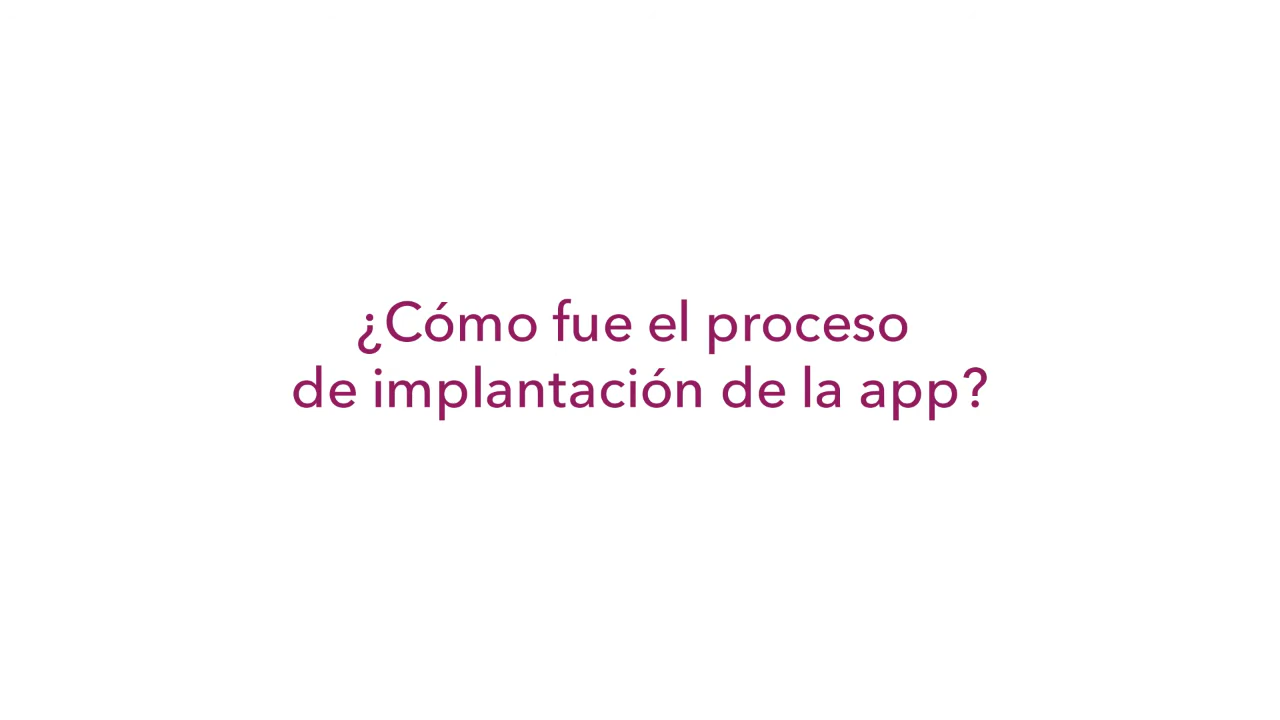 ¿Cómo fue el proceso
de implantación de la app?